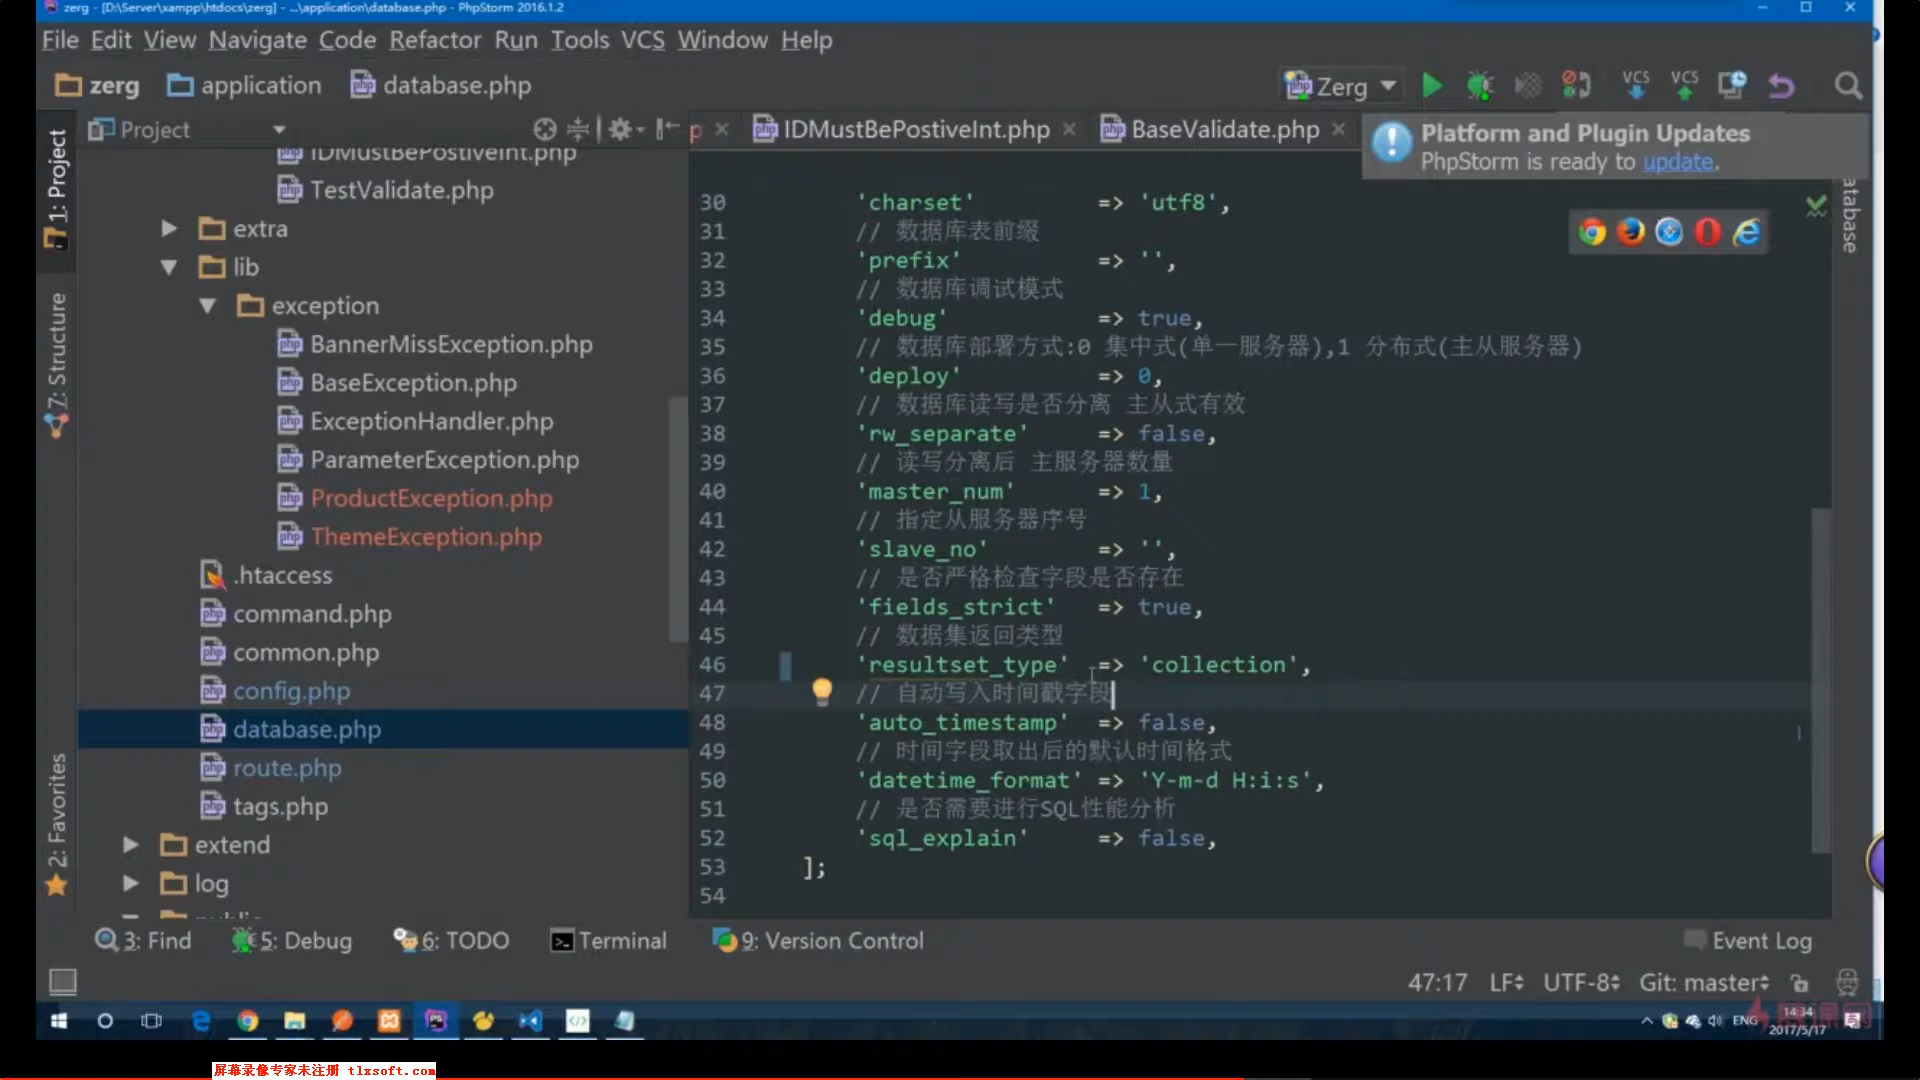 zerg - [D:\Server\xampp\htdocs\zerg] - ...\application\database.php - PhpStorm 2016.1.2
File Edit View Navigate Code Refactor Run Tools VCS Window Help
zerg application database.php
Zerg
VCS VCS
Project
p IDMustBePostiveInt.php BaseValidate.php
Platform and Plugin Updates
PhpStorm is ready to update.
1: Project
7: Structure
2: Favorites
IDMustBePostiveInt.php
TestValidate.php
extra
lib
exception
BannerMissException.php
BaseException.php
ExceptionHandler.php
ParameterException.php
ProductException.php
ThemeException.php
.htaccess
command.php
common.php
config.php
database.php
route.php
tags.php
extend
log
30 'charset' => 'utf8',
31 // 数据库表前缀
32 'prefix' => '',
33 // 数据库调试模式
34 'debug' => true,
35 // 数据库部署方式:0 集中式(单一服务器),1 分布式(主从服务器)
36 'deploy' => 0,
37 // 数据库读写是否分离 主从式有效
38 'rw_separate' => false,
39 // 读写分离后 主服务器数量
40 'master_num' => 1,
41 // 指定从服务器序号
42 'slave_no' => '',
43 // 是否严格检查字段是否存在
44 'fields_strict' => true,
45 // 数据集返回类型
46 'resultset_type' => 'collection',
47 // 自动写入时间戳字段
48 'auto_timestamp' => false,
49 // 时间字段取出后的默认时间格式
50 'datetime_format' => 'Y-m-d H:i:s',
51 // 是否需要进行SQL性能分析
52 'sql_explain' => false,
53 ];
54
3: Find 5: Debug 6: TODO Terminal 9: Version Control Event Log
47:17 LF UTF-8 Git: master
ENG 14:34
2017/5/17
屏幕录像专家未注册 tlxsoft.com